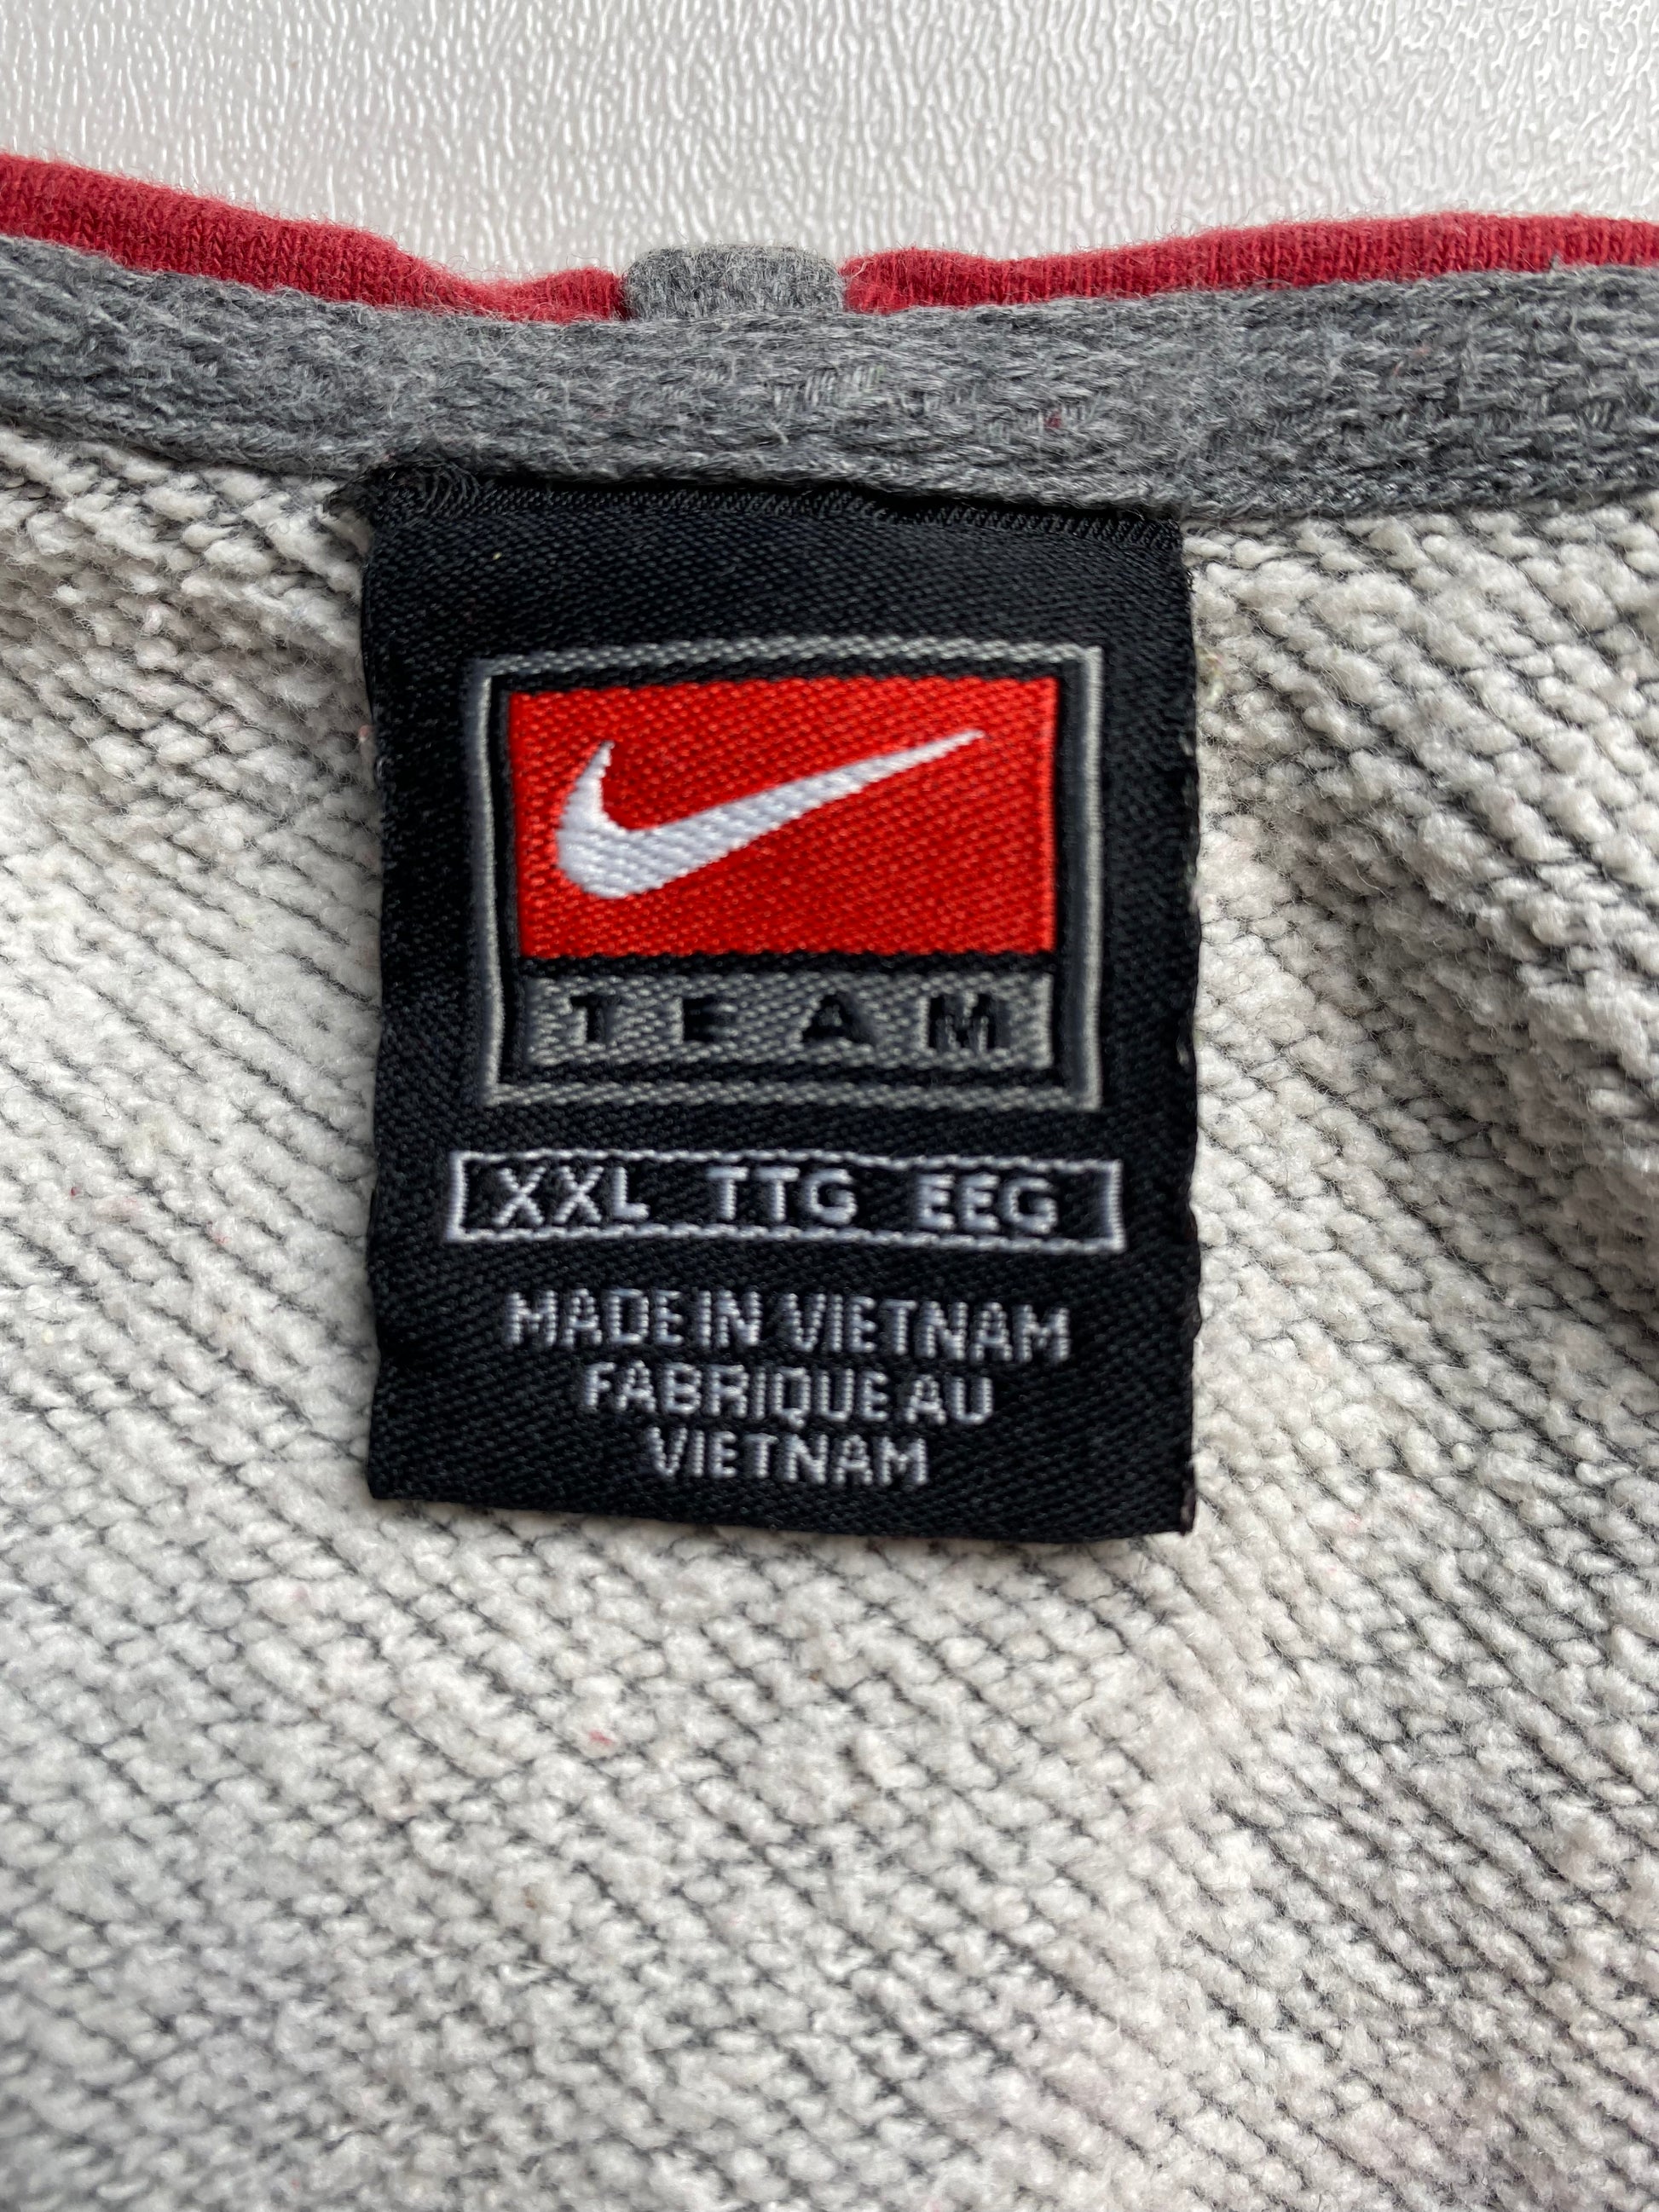 TEAM
XXL TTG EEG
MADE IN VIETNAM
FABRIQUE AU
VIETNAM